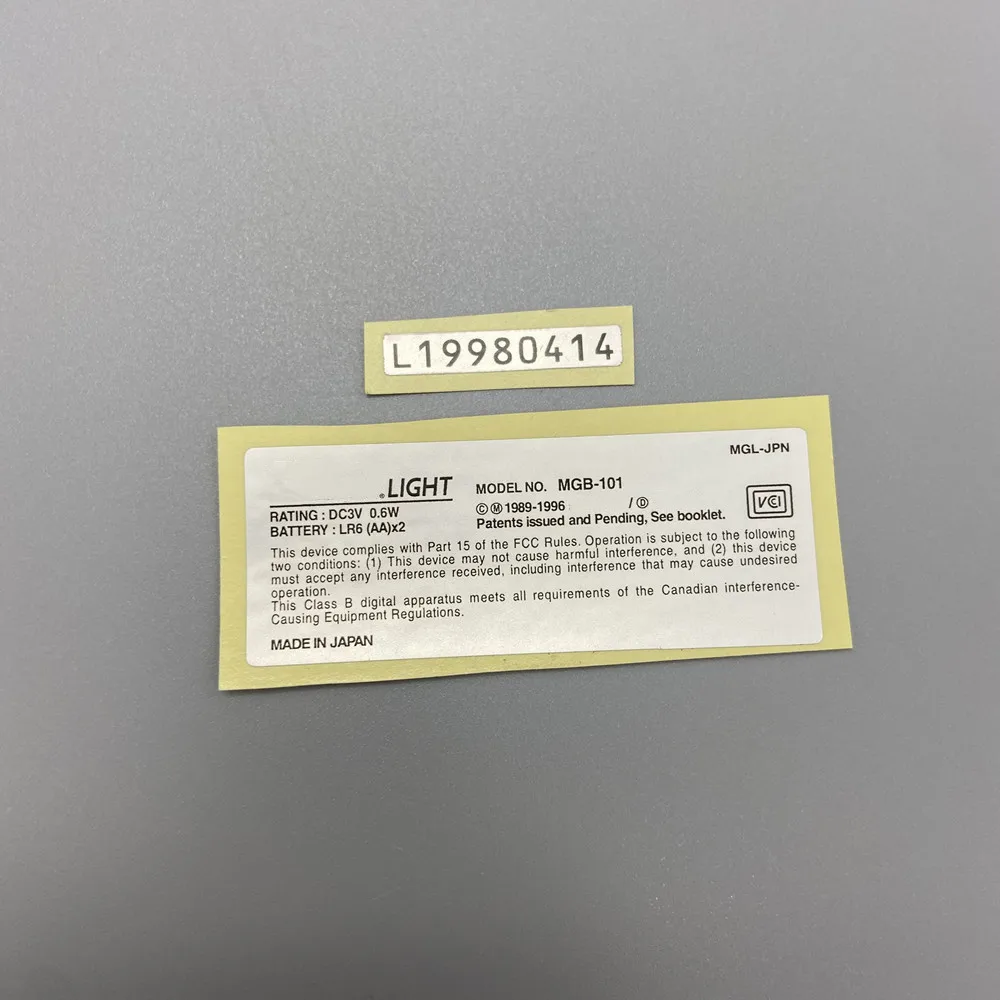 L19980414
MGL-JPN
®LIGHT
MODEL NO. MGB-101
RATING : DC3V 0.6W
BATTERY : LR6 (AA)x2
ⒸⓂ 1989-1996 / Ⓓ
Patents issued and Pending, See booklet.
VCI
This device complies with Part 15 of the FCC Rules. Operation is subject to the following
two conditions: (1) This device may not cause harmful interference, and (2) this device
must accept any interference received, including interference that may cause undesired
operation.
This Class B digital apparatus meets all requirements of the Canadian interference-
Causing Equipment Regulations.
MADE IN JAPAN